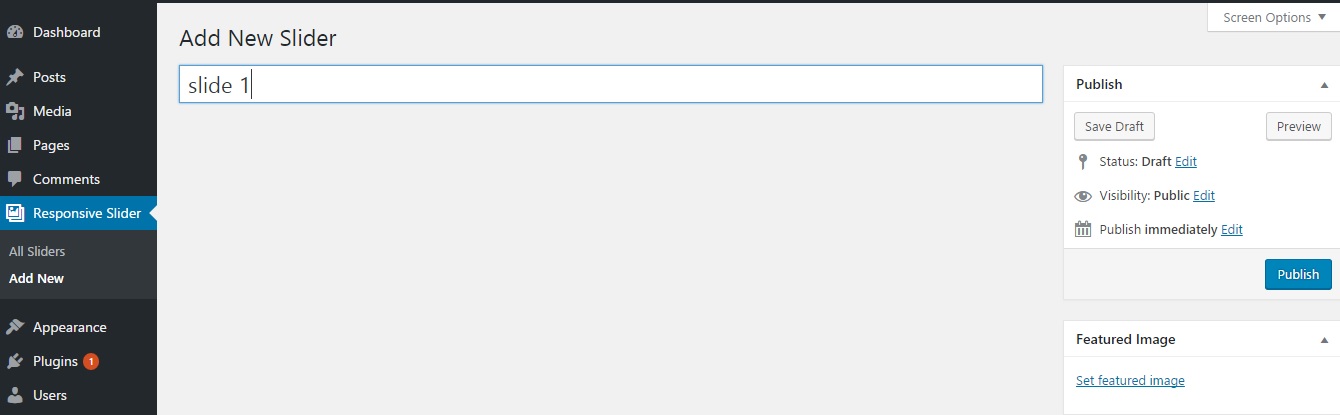 Dashboard
Posts
Media
Pages
Comments
Responsive Slider
All Sliders
Add New
Appearance
Plugins 1
Users
Screen Options
Add New Slider
slide 1
Publish
Save Draft
Preview
Status: Draft Edit
Visibility: Public Edit
Publish immediately Edit
Publish
Featured Image
Set featured image